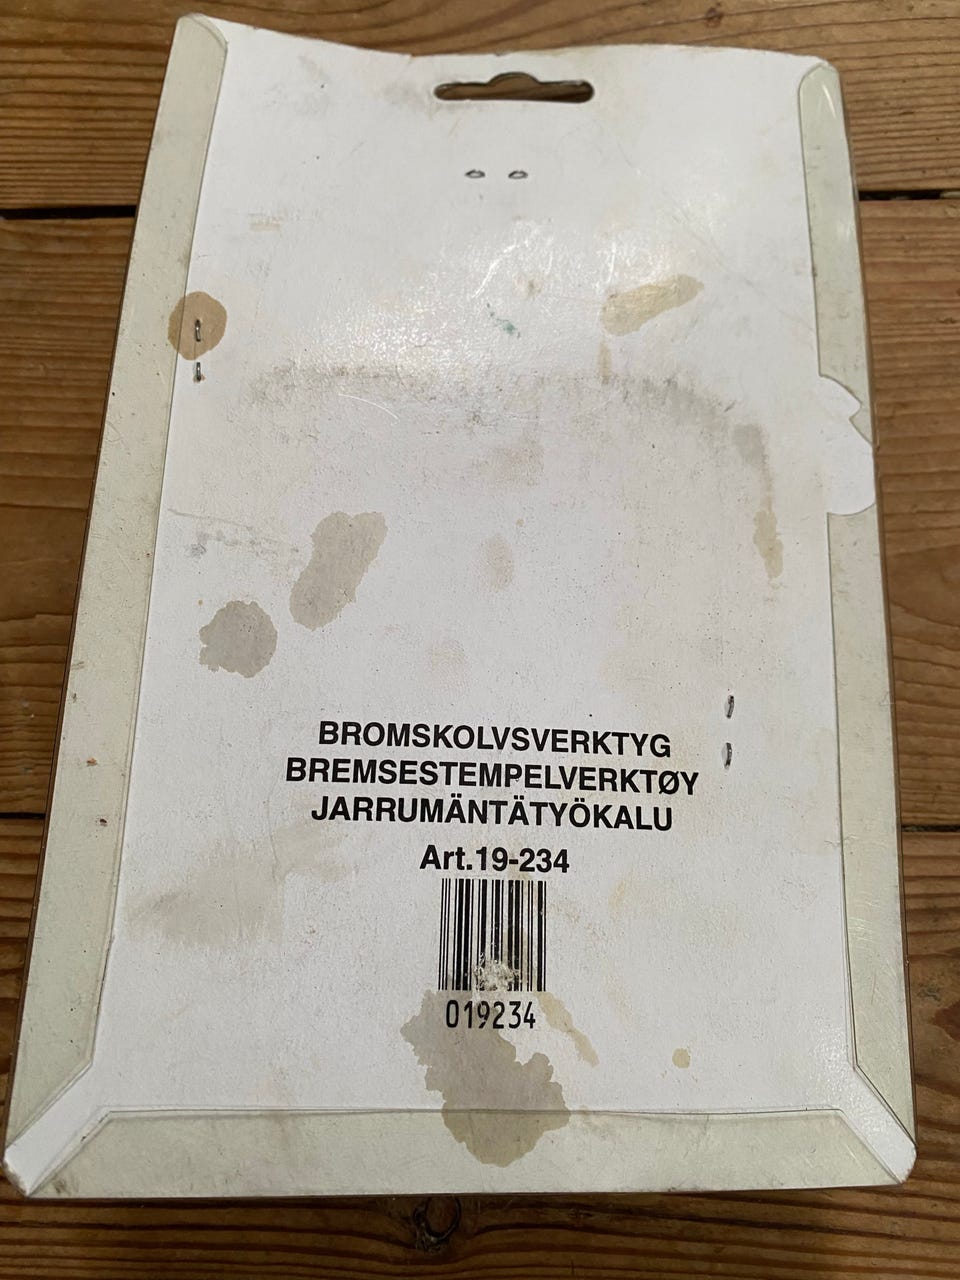 BROMSKOLVSVERKTYG
BREMSESTEMPELVERKTØY
JARRUMÄNTÄTYÖKALU
Art.19-234
019234